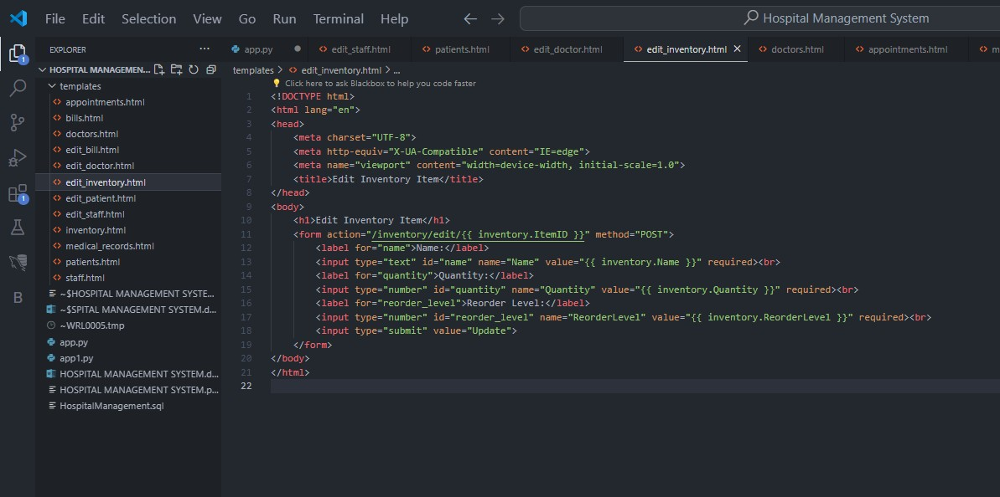 File Edit Selection View Go Run Terminal Help
Hospital Management System
EXPLORER
app.py
edit_staff.html
patients.html
edit_doctor.html
edit_inventory.html
doctors.html
appointments.html
m
HOSPITAL MANAGEMEN...
templates
appointments.html
bills.html
doctors.html
edit_bill.html
edit_doctor.html
edit_inventory.html
edit_patient.html
edit_staff.html
inventory.html
medical_records.html
patients.html
staff.html
~$HOSPITAL MANAGEMENT SYSTE...
~$SPITAL MANAGEMENT SYSTEM.d...
~WRL0005.tmp
app.py
app1.py
HOSPITAL MANAGEMENT SYSTEM.d...
HOSPITAL MANAGEMENT SYSTEM.p...
HospitalManagement.sql
1
1
B
templates > edit_inventory.html > ...
Click here to ask Blackbox to help you code faster
1 <!DOCTYPE html>
2 <html lang="en">
3 <head>
4 <meta charset="UTF-8">
5 <meta http-equiv="X-UA-Compatible" content="IE=edge">
6 <meta name="viewport" content="width=device-width, initial-scale=1.0">
7 <title>Edit Inventory Item</title>
8 </head>
9 <body>
10 <h1>Edit Inventory Item</h1>
11 <form action="/inventory/edit/{{ inventory.ItemID }}" method="POST">
12 <label for="name">Name:</label>
13 <input type="text" id="name" name="Name" value="{{ inventory.Name }}" required><br>
14 <label for="quantity">Quantity:</label>
15 <input type="number" id="quantity" name="Quantity" value="{{ inventory.Quantity }}" required><br>
16 <label for="reorder_level">Reorder Level:</label>
17 <input type="number" id="reorder_level" name="ReorderLevel" value="{{ inventory.ReorderLevel }}" required><br>
18 <input type="submit" value="Update">
19 </form>
20 </body>
21 </html>
22